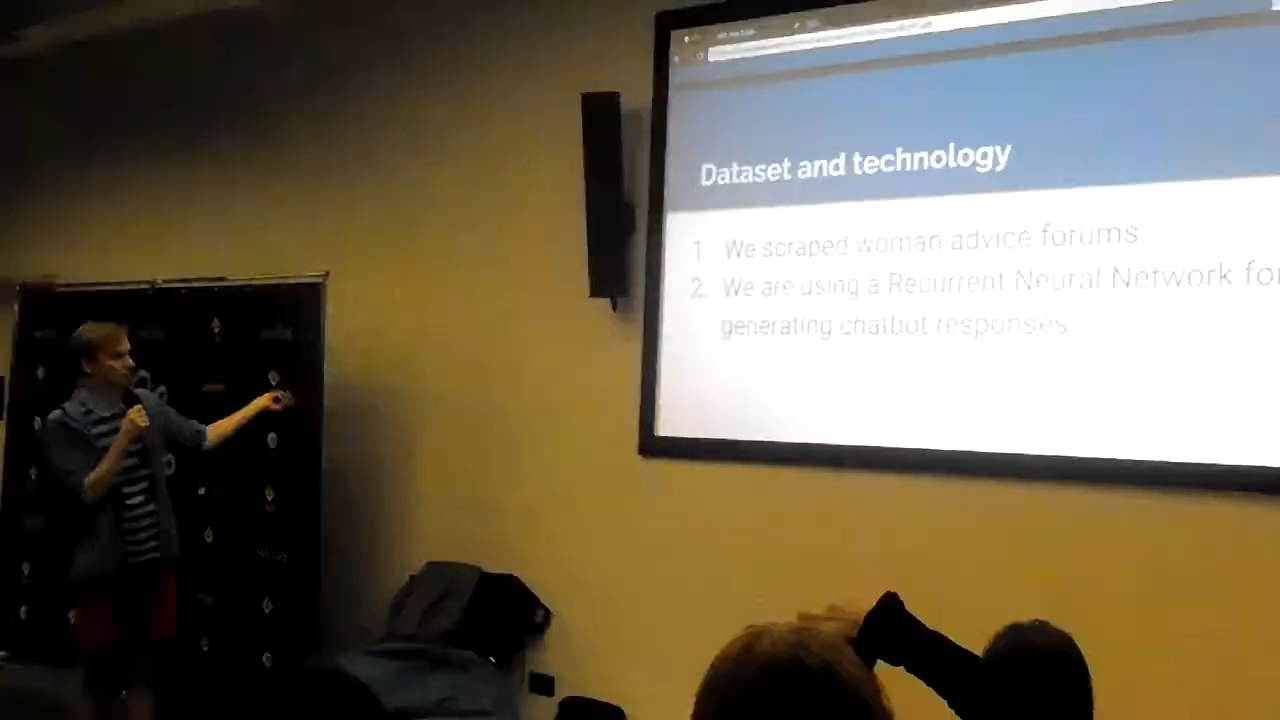 Dataset and technology
1. We scraped woman advice forums.
2. We are using a Recurrent Neural Network for
generating chatbot responses